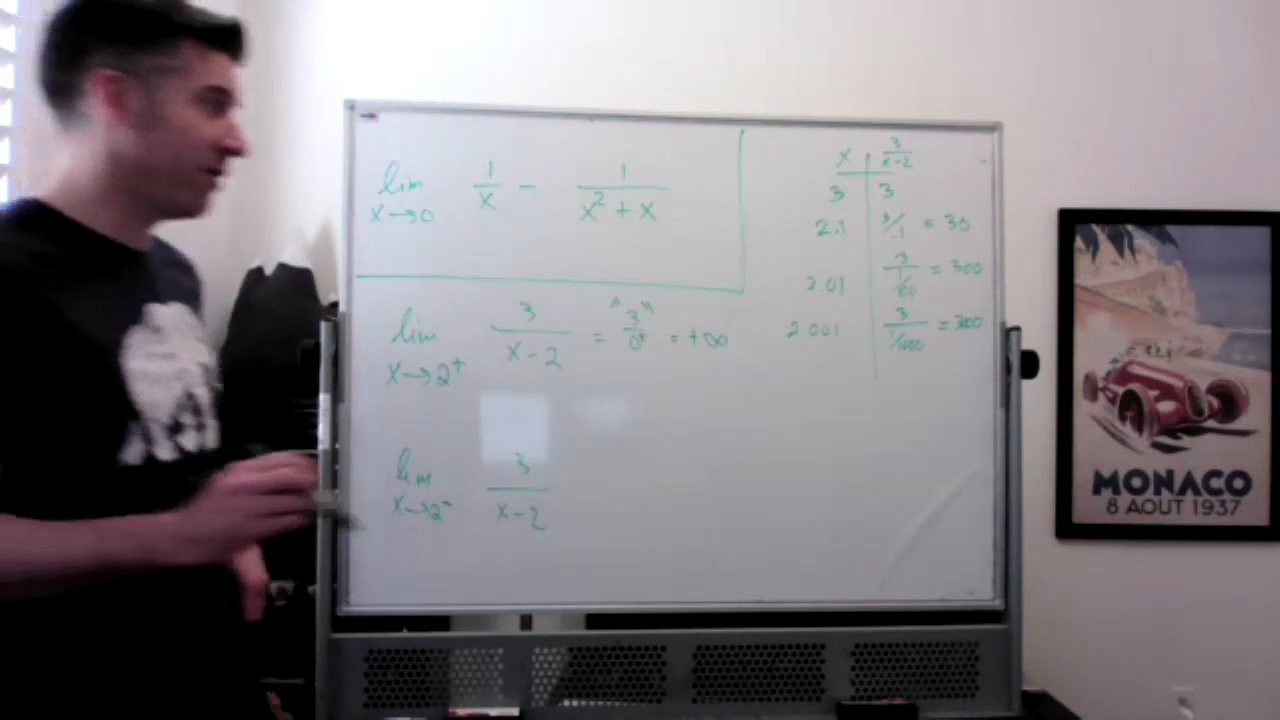 lim x→0 1/x - 1/(x² + x)
lim x→2⁺ 3/(x-2) = "3/0⁺" = +∞
lim x→2⁻ 3/(x-2)
x | 3/(x-2)
3 | 3
2.1 | 3/.1 = 30
2.01 | 3/(1/100) = 300
2.001 | 3/(1/1000) =
MONACO
8 AOUT 1937